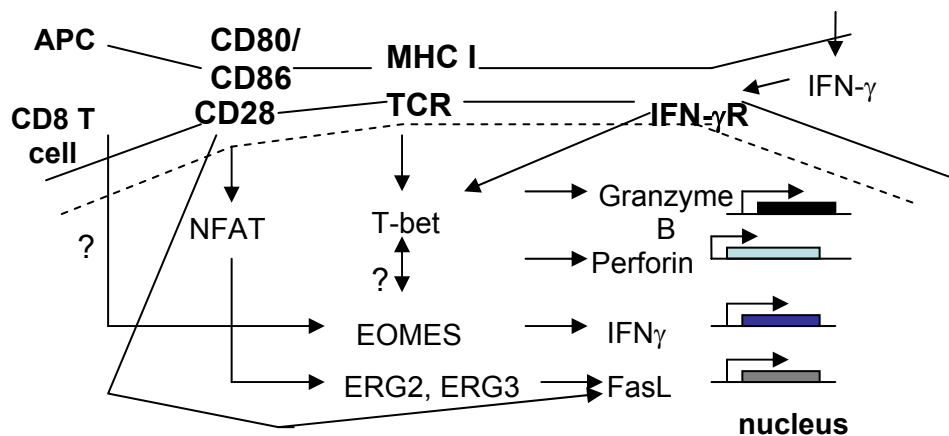 APC
CD80/
CD86
MHC I
IFN-γ
CD8 T
cell
CD28
TCR
IFN-γR
?
NFAT
T-bet
?
Granzyme
B
Perforin
EOMES
IFNγ
ERG2, ERG3
FasL
nucleus